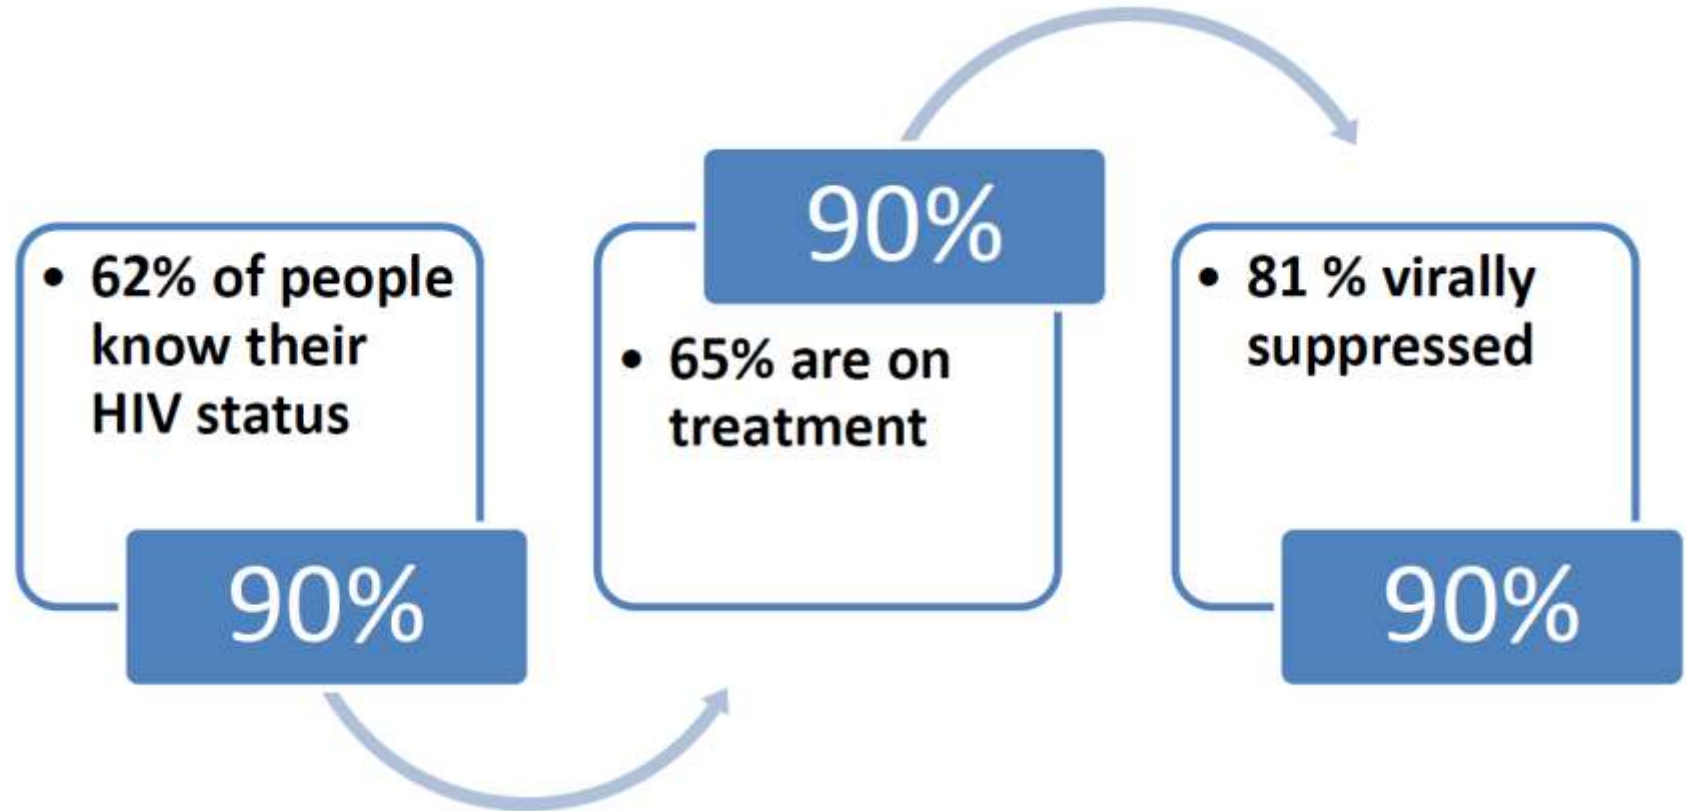 • 62% of people
know their
HIV status
90%
90%
• 65% are on
treatment
• 81 % virally
suppressed
90%